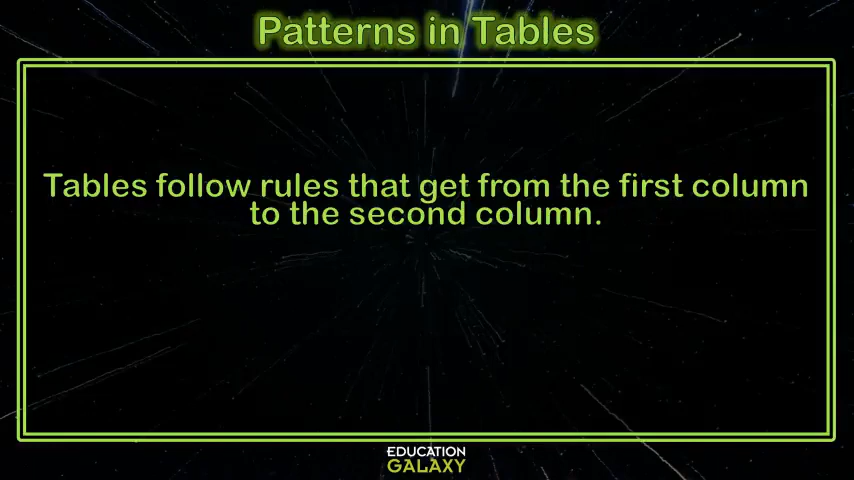 Patterns in Tables
Tables follow rules that get from the first column
to the second column.
EDUCATION
GALAXY